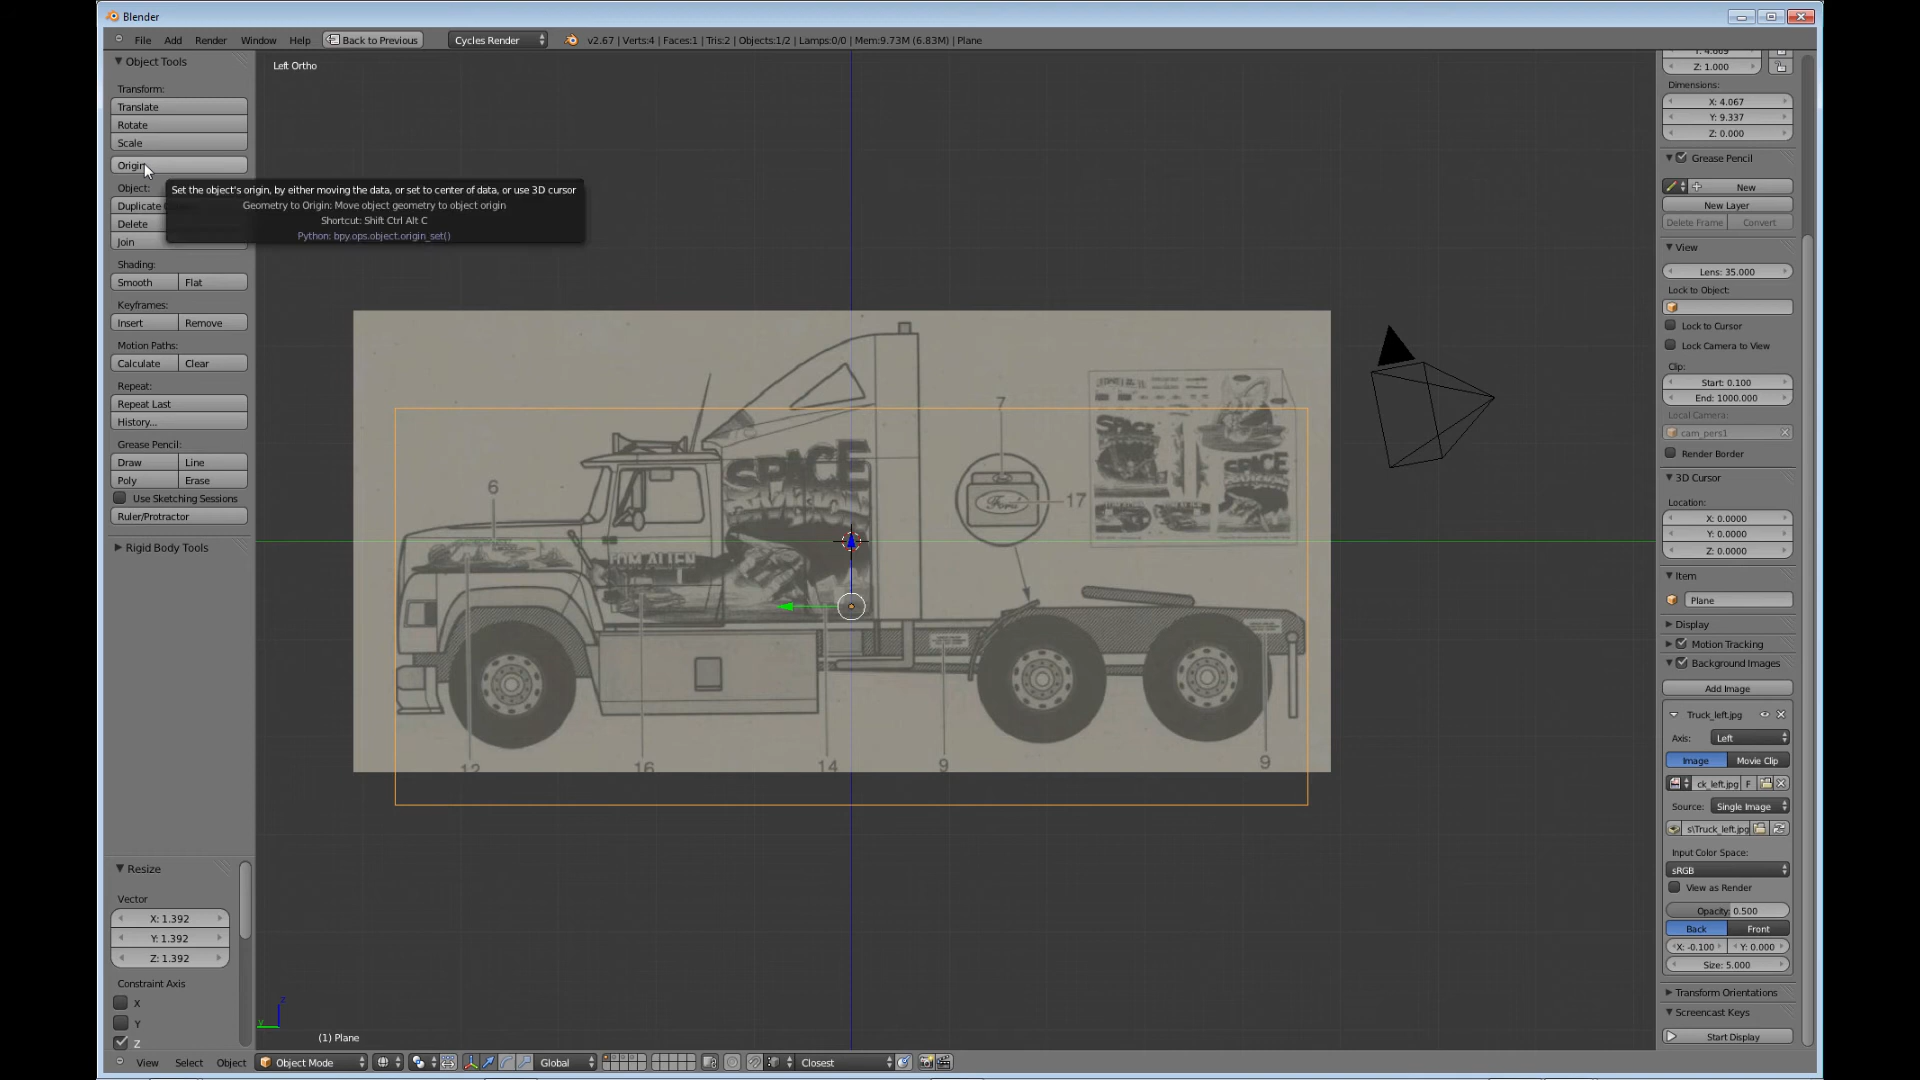 Blender
File Add Render Window Help Back to Previous Cycles Render v2.67 | Verts:4 | Faces:1 | Tris:2 | Objects:1/2 | Lamps:0/0 | Mem:9.73M (6.83M) | Plane
Object Tools
Transform:
Translate
Rotate
Scale
Origin
Object:
Duplicate
Delete
Join
Set the object's origin, by either moving the data, or set to center of data, or use 3D cursor
Geometry to Origin: Move object geometry to object origin
Shortcut: Shift Ctrl Alt C
Python: bpy.ops.object.origin_set()
Shading:
Smooth Flat
Keyframes:
Insert Remove
Motion Paths:
Calculate Clear
Repeat:
Repeat Last
History...
Grease Pencil:
Draw Line
Poly Erase
Use Sketching Sessions
Ruler/Protractor
Rigid Body Tools
Resize
Vector
X: 1.392
Y: 1.392
Z: 1.392
Constraint Axis
X
Y
Z
Left Ortho
6
7
17
SPACE
TOM ALIEN
Ford
SPACE
SPACE
12 16 14 9 9
z
y
(1) Plane
View Select Object Object Mode Global Closest
Z: 1.000
Dimensions:
X: 4.067
Y: 9.337
Z: 0.000
Grease Pencil
New
New Layer
Delete Frame Convert
View
Lens: 35.000
Lock to Object:
Lock to Cursor
Lock Camera to View
Clip:
Start: 0.100
End: 1000.000
Local Camera:
cam_pers1
Render Border
3D Cursor
Location:
X: 0.0000
Y: 0.0000
Z: 0.0000
Item
Plane
Display
Motion Tracking
Background Images
Add Image
Truck_left.jpg
Axis: Left
Image Movie Clip
ck_left.jpg F
Source: Single Image
s\Truck_left.jpg
Input Color Space:
sRGB
View as Render
Opacity: 0.500
Back Front
X: -0.100 Y: 0.000
Size: 5.000
Transform Orientations
Screencast Keys
Start Display